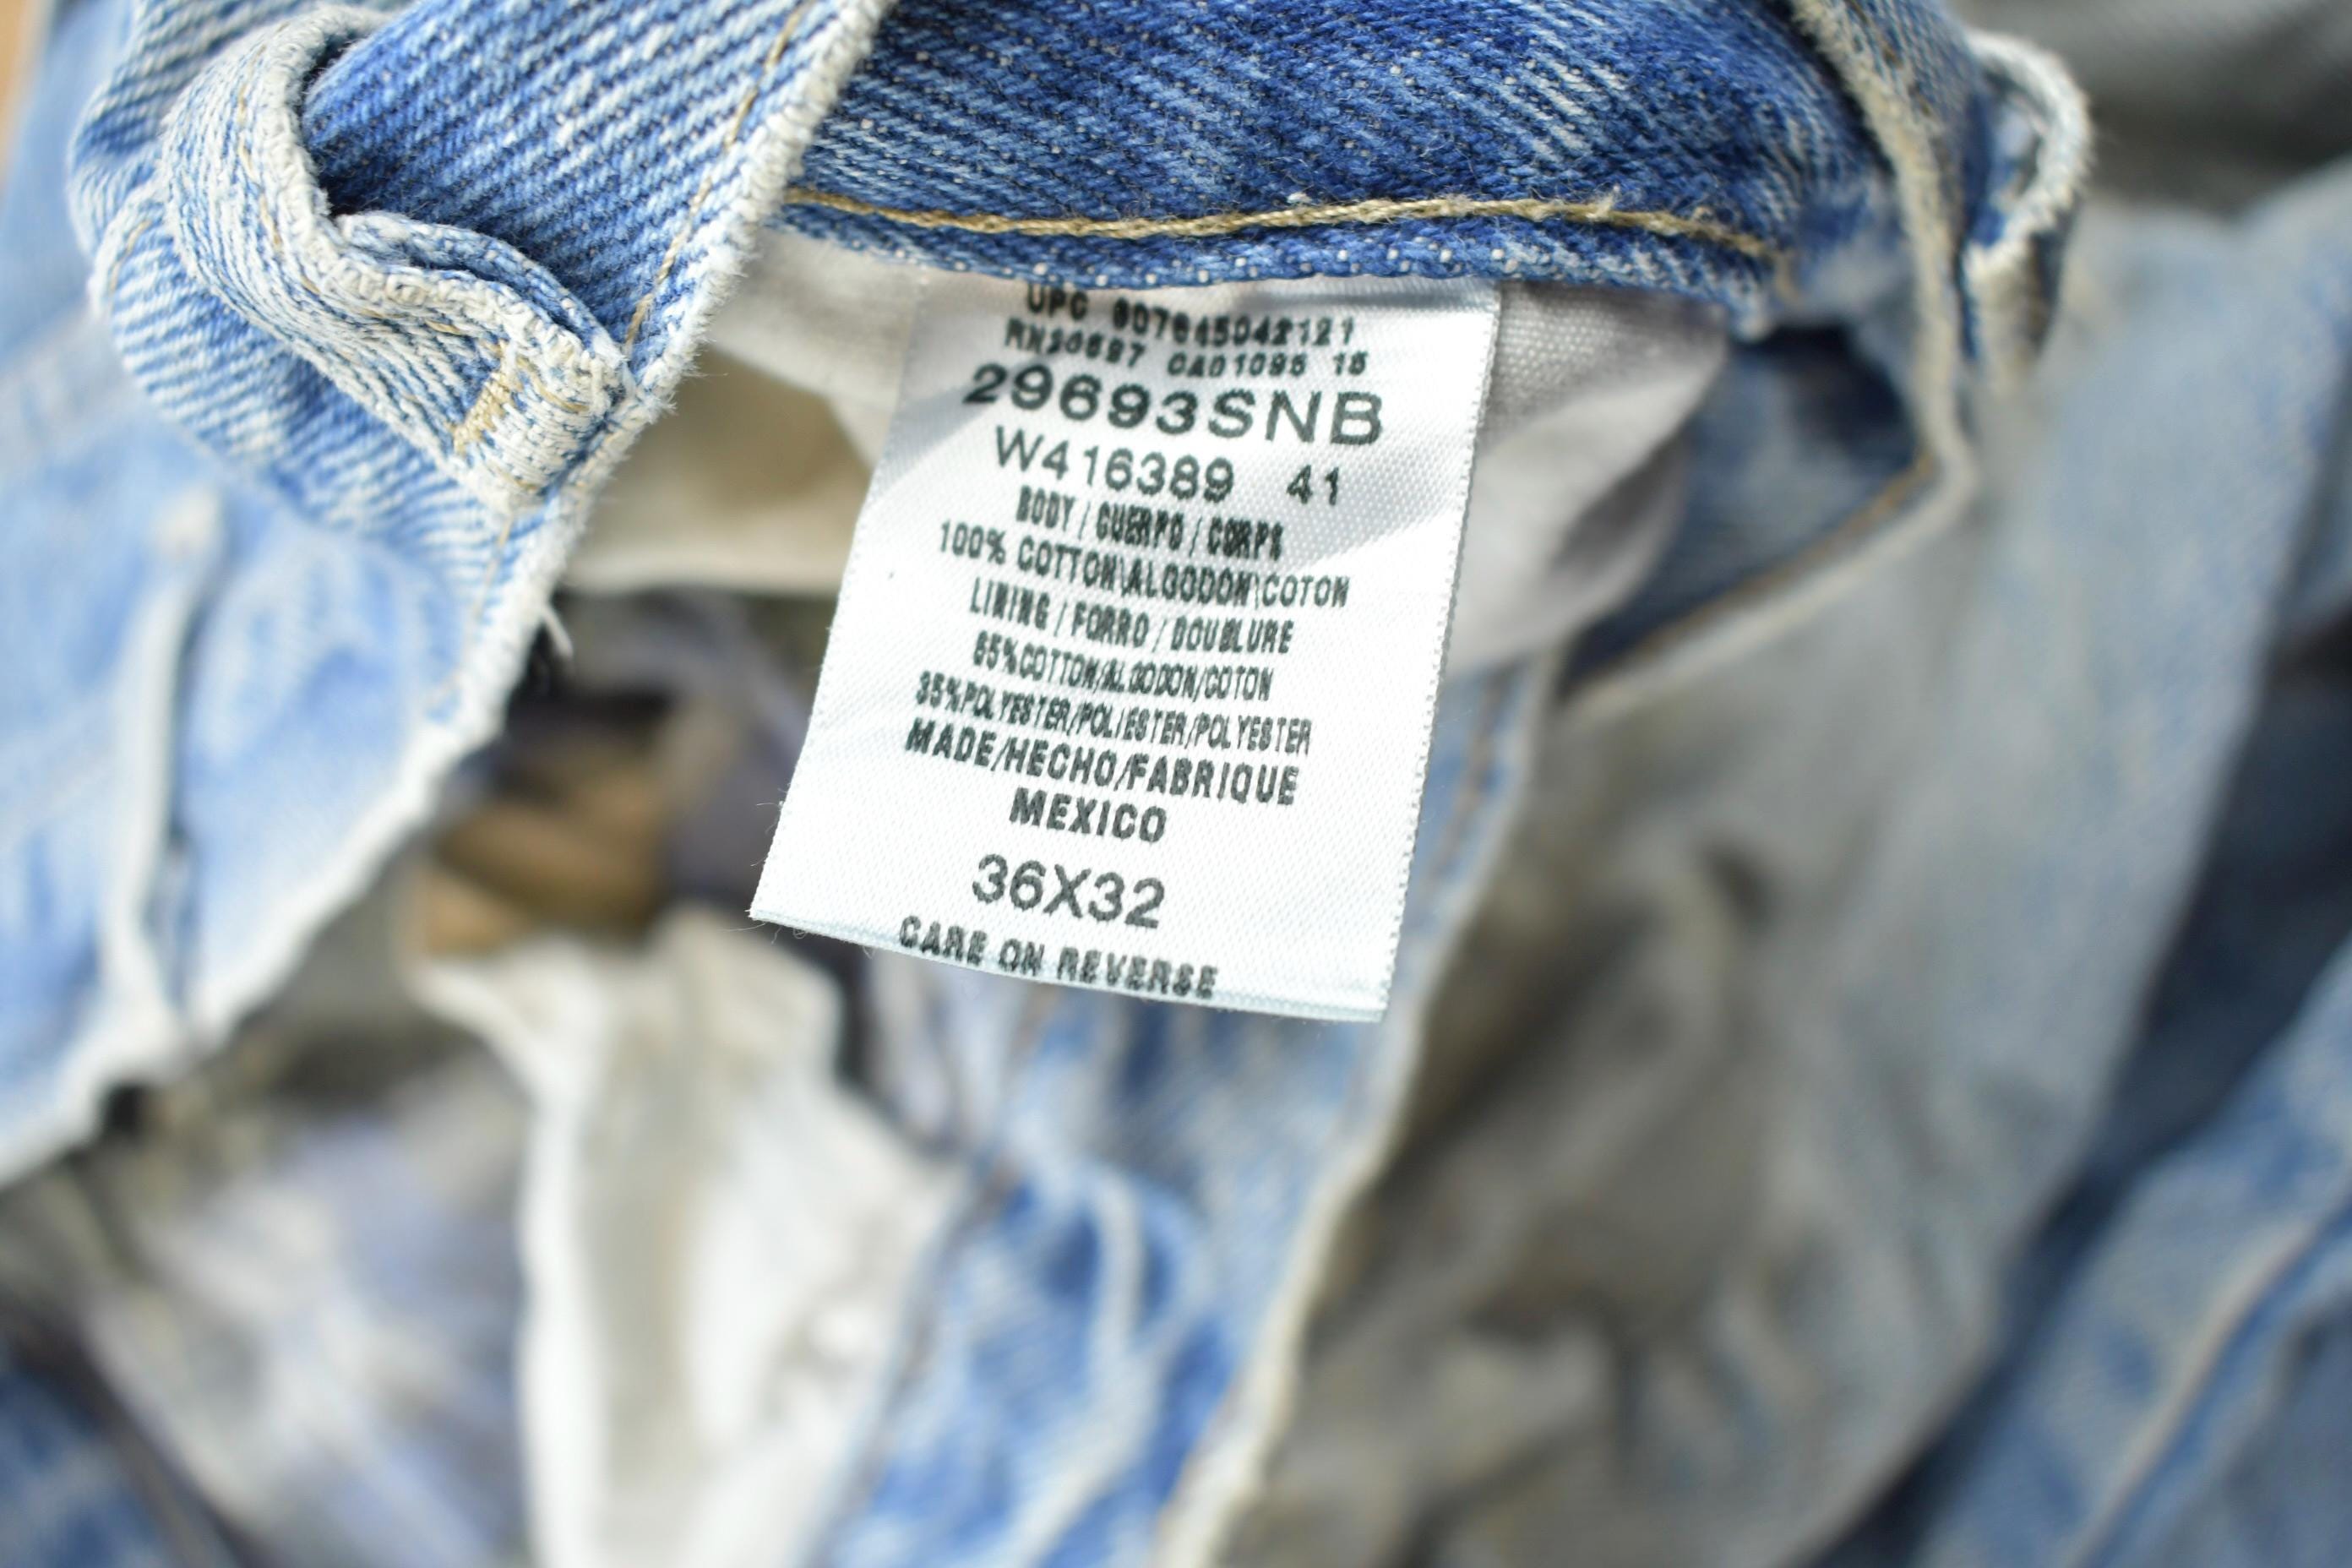 UPC 607645042121
RN20697 CA01095 15
29693SNB
W416389 41
BODY / CUERPO / CORPS
100% COTTON\ALGODON\COTON
LINING / FORRO / DOUBLURE
65%COTTON/ALGODON/COTON
35%POLYESTER/POLIESTER/POLYESTER
MADE/HECHO/FABRIQUE
MEXICO
36X32
CARE ON REVERSE